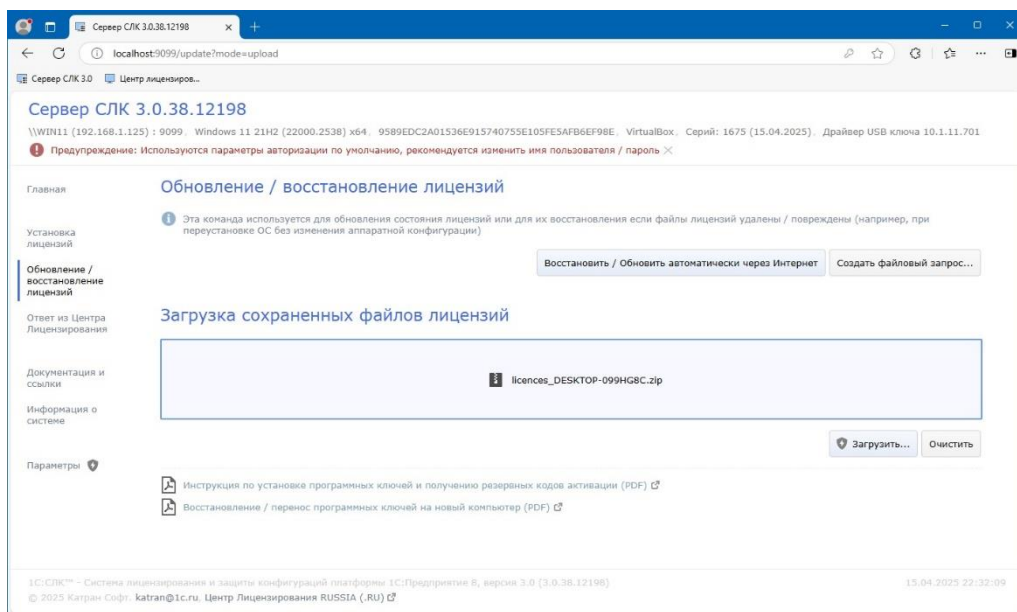 Сервер СЛК 3.0.38.12198
localhost:9099/update?mode=upload
Сервер СЛК 3.0 Центр лицензиров...
Сервер СЛК 3.0.38.12198
\\WIN11 (192.168.1.125) : 9099, Windows 11 21H2 (22000.2538) x64, 9589EDC2A01536E915740755E105FE5AFB6EF98E, VirtualBox, Серий: 1675 (15.04.2025), Драйвер USB ключа 10.1.11.701
Предупреждение: Используются параметры авторизации по умолчанию, рекомендуется изменить имя пользователя / пароль
Главная
Установка
лицензий
Обновление /
восстановление
лицензий
Ответ из Центра
Лицензирования
Документация и
ссылки
Информация о
системе
Параметры
Обновление / восстановление лицензий
Эта команда используется для обновления состояния лицензий или для их восстановления если файлы лицензий удалены / повреждены (например, при
переустановке ОС без изменения аппаратной конфигурации)
Восстановить / Обновить автоматически через Интернет Создать файловый запрос...
Загрузка сохраненных файлов лицензий
licences_DESKTOP-099HG8C.zip
Загрузить... Очистить
Инструкция по установке программных ключей и получению резервных кодов активации (PDF)
Восстановление / перенос программных ключей на новый компьютер (PDF)
1С:СЛК™ - Система лицензирования и защиты конфигураций платформы 1С:Предприятие 8, версия 3.0 (3.0.38.12198) 15.04.2025 22:32:09
© 2025 Катран Софт. katran@1c.ru, Центр Лицензирования RUSSIA (.RU)